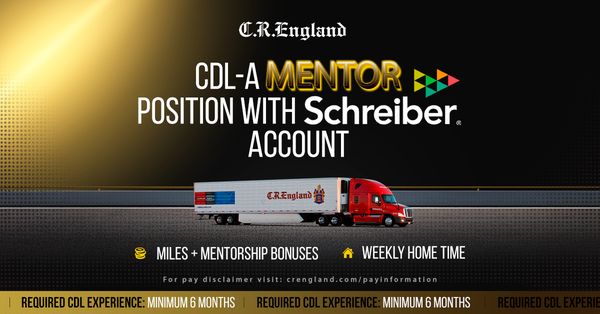 C.R.England
CDL-A MENTOR
POSITION WITH Schreiber®
ACCOUNT
C.R.England
MILES + MENTORSHIP BONUSES
WEEKLY HOME TIME
For pay disclaimer visit: crengland.com/payinformation
REQUIRED CDL EXPERIENCE: MINIMUM 6 MONTHS | REQUIRED CDL EXPERIENCE: MINIMUM 6 MONTHS | REQUIRED CDL EXPERI